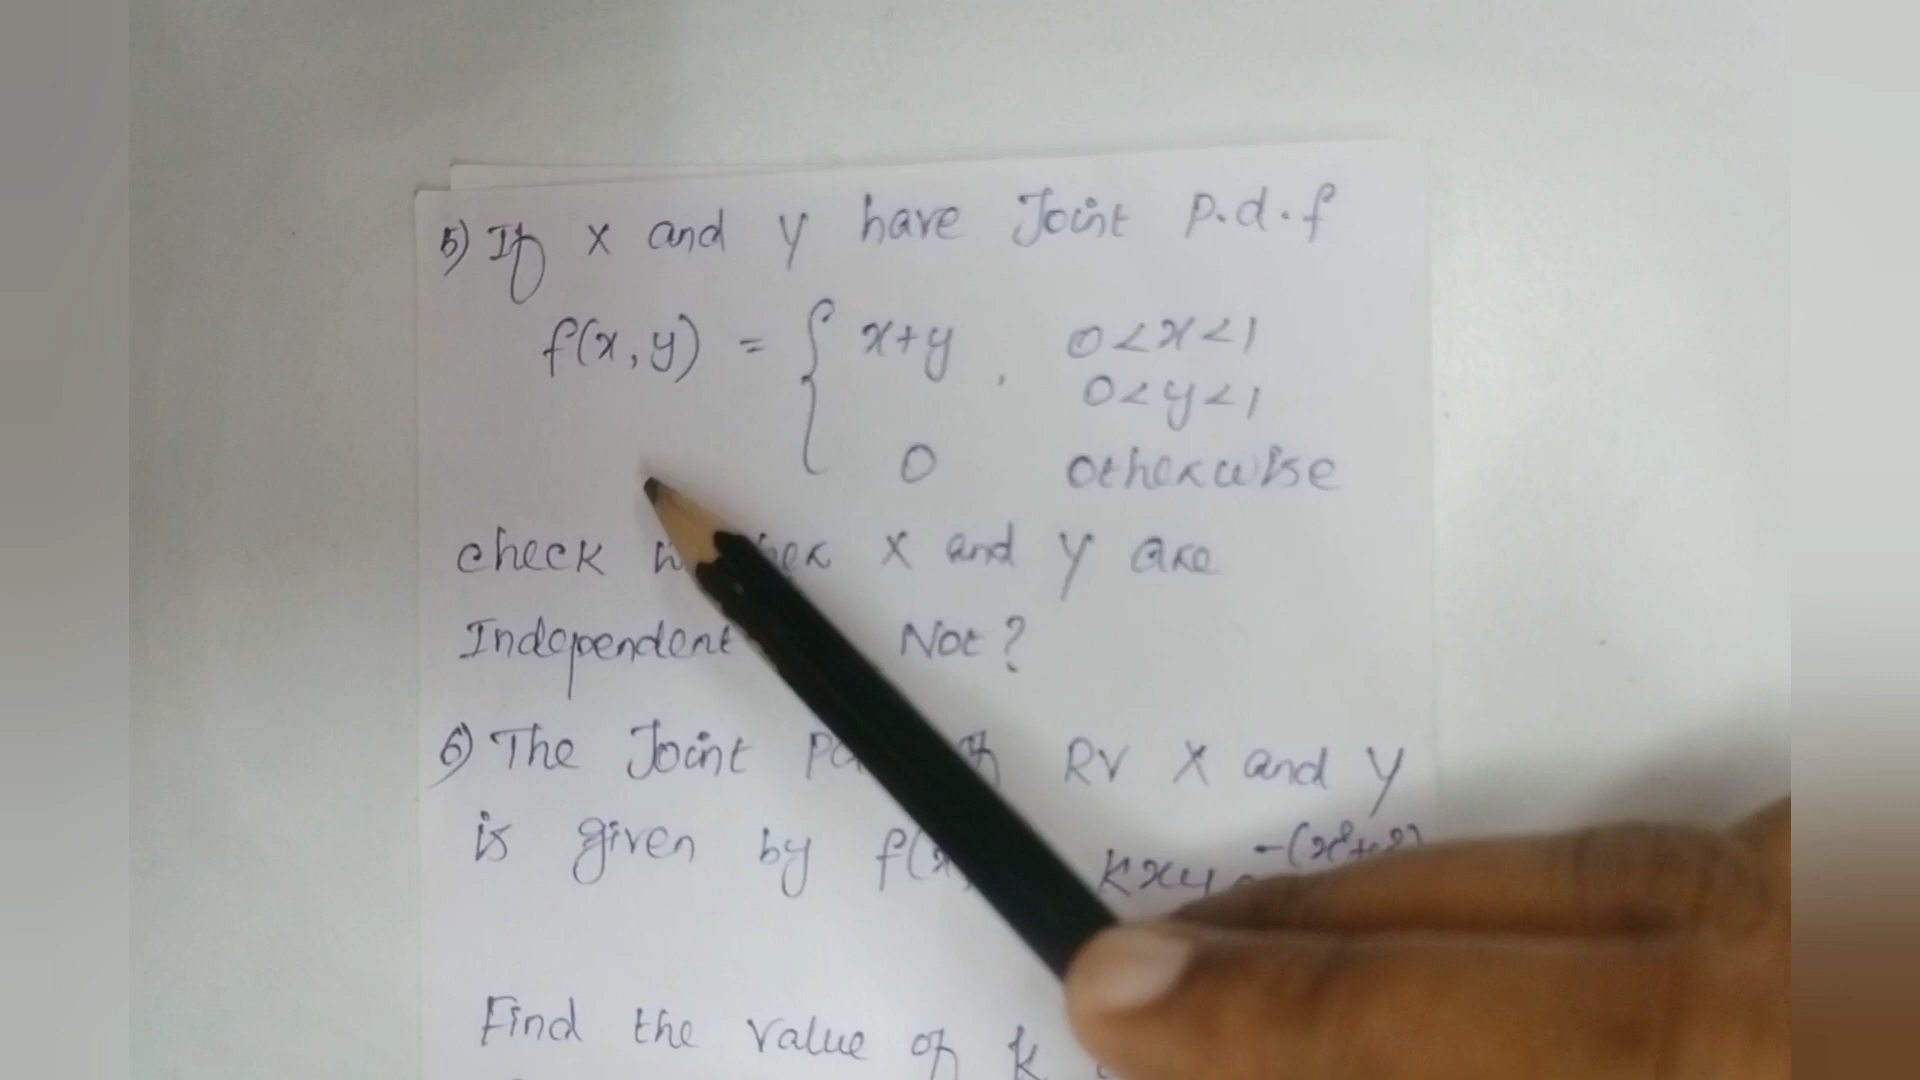 5) If X and Y have Joint P.d.f
f(x,y) = { x+y , 0<x<1
0<y<1
0 otherwise
check X and Y are
Independent Not?
6) The Joint RV X and Y
is given by kxy
Find the value of k